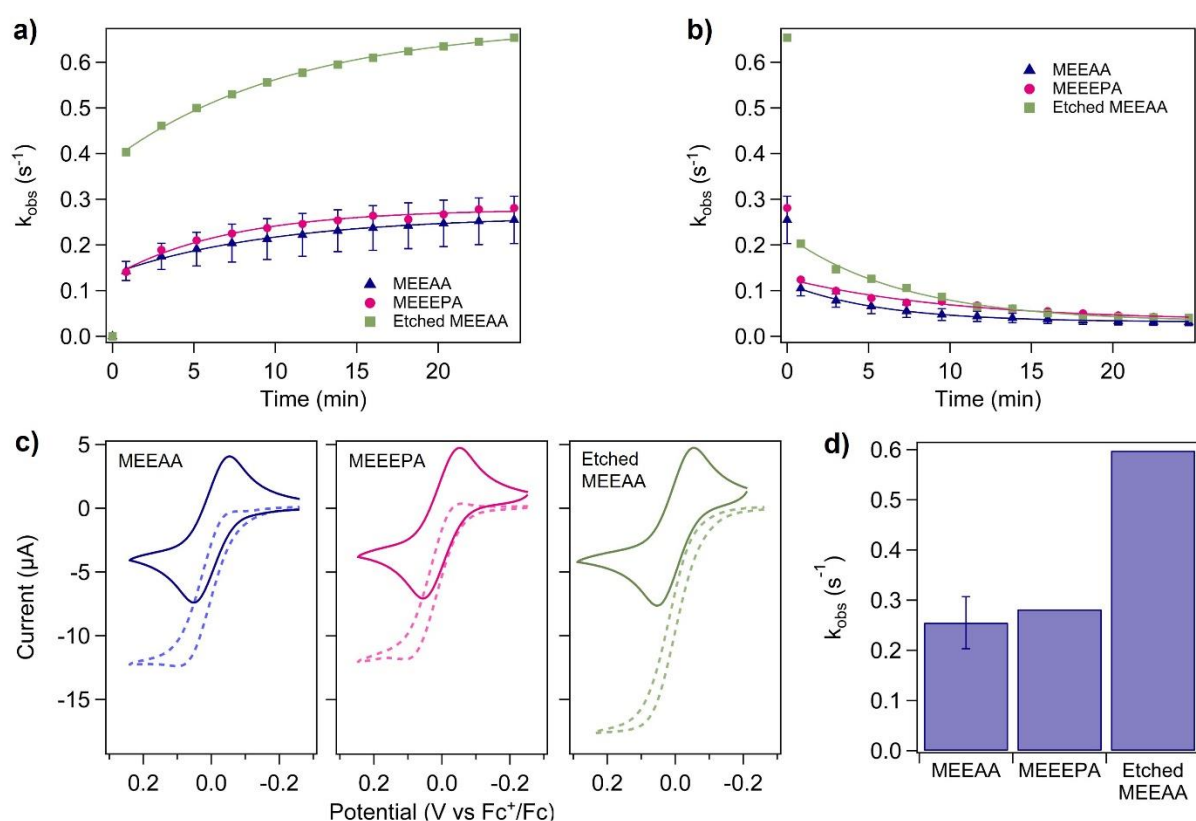 a)
0.6
0.5
0.4
0.3
0.2
0.1
0.0
k_obs (s⁻¹)
MEEAA
MEEEPA
Etched MEEAA
0
5
10
15
20
Time (min)
b)
0.6
0.5
0.4
0.3
0.2
0.1
0.0
k_obs (s⁻¹)
MEEAA
MEEEPA
Etched MEEAA
0
5
10
15
20
Time (min)
c)
5
0
-5
-10
-15
Current (µA)
MEEAA
MEEEPA
Etched
MEEAA
0.2 0.0 -0.2
0.2 0.0 -0.2
0.2 0.0 -0.2
Potential (V vs Fc⁺/Fc)
d)
0.6
0.5
0.4
0.3
0.2
0.1
0.0
k_obs (s⁻¹)
MEEAA
MEEEPA
Etched
MEEAA